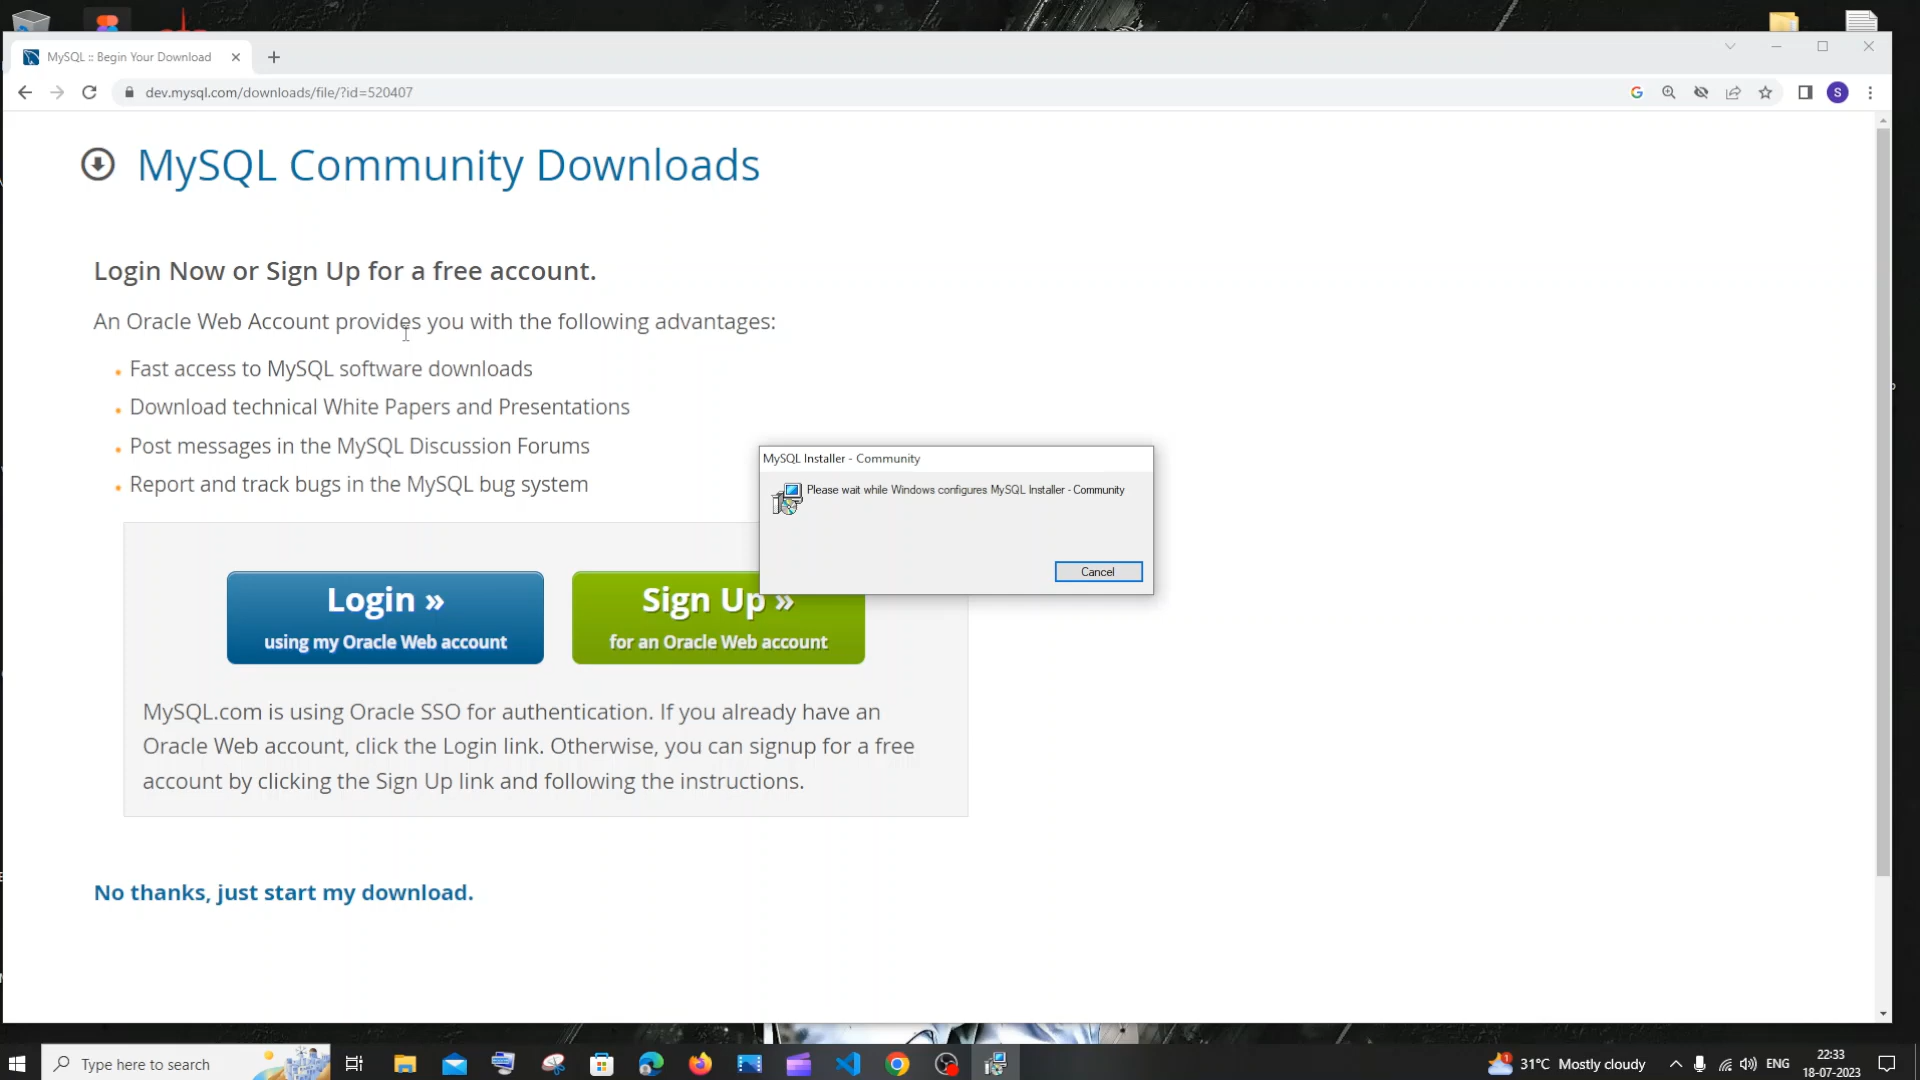 MySQL :: Begin Your Download
dev.mysql.com/downloads/file/?id=520407
S
MySQL Community Downloads
Login Now or Sign Up for a free account.
An Oracle Web Account provides you with the following advantages:
Fast access to MySQL software downloads
Download technical White Papers and Presentations
Post messages in the MySQL Discussion Forums
Report and track bugs in the MySQL bug system
MySQL Installer - Community
Please wait while Windows configures MySQL Installer - Community
Cancel
Login »
using my Oracle Web account
Sign Up »
for an Oracle Web account
MySQL.com is using Oracle SSO for authentication. If you already have an
Oracle Web account, click the Login link. Otherwise, you can signup for a free
account by clicking the Sign Up link and following the instructions.
No thanks, just start my download.
Type here to search
1
31°C Mostly cloudy
ENG
22:33
18-07-2023